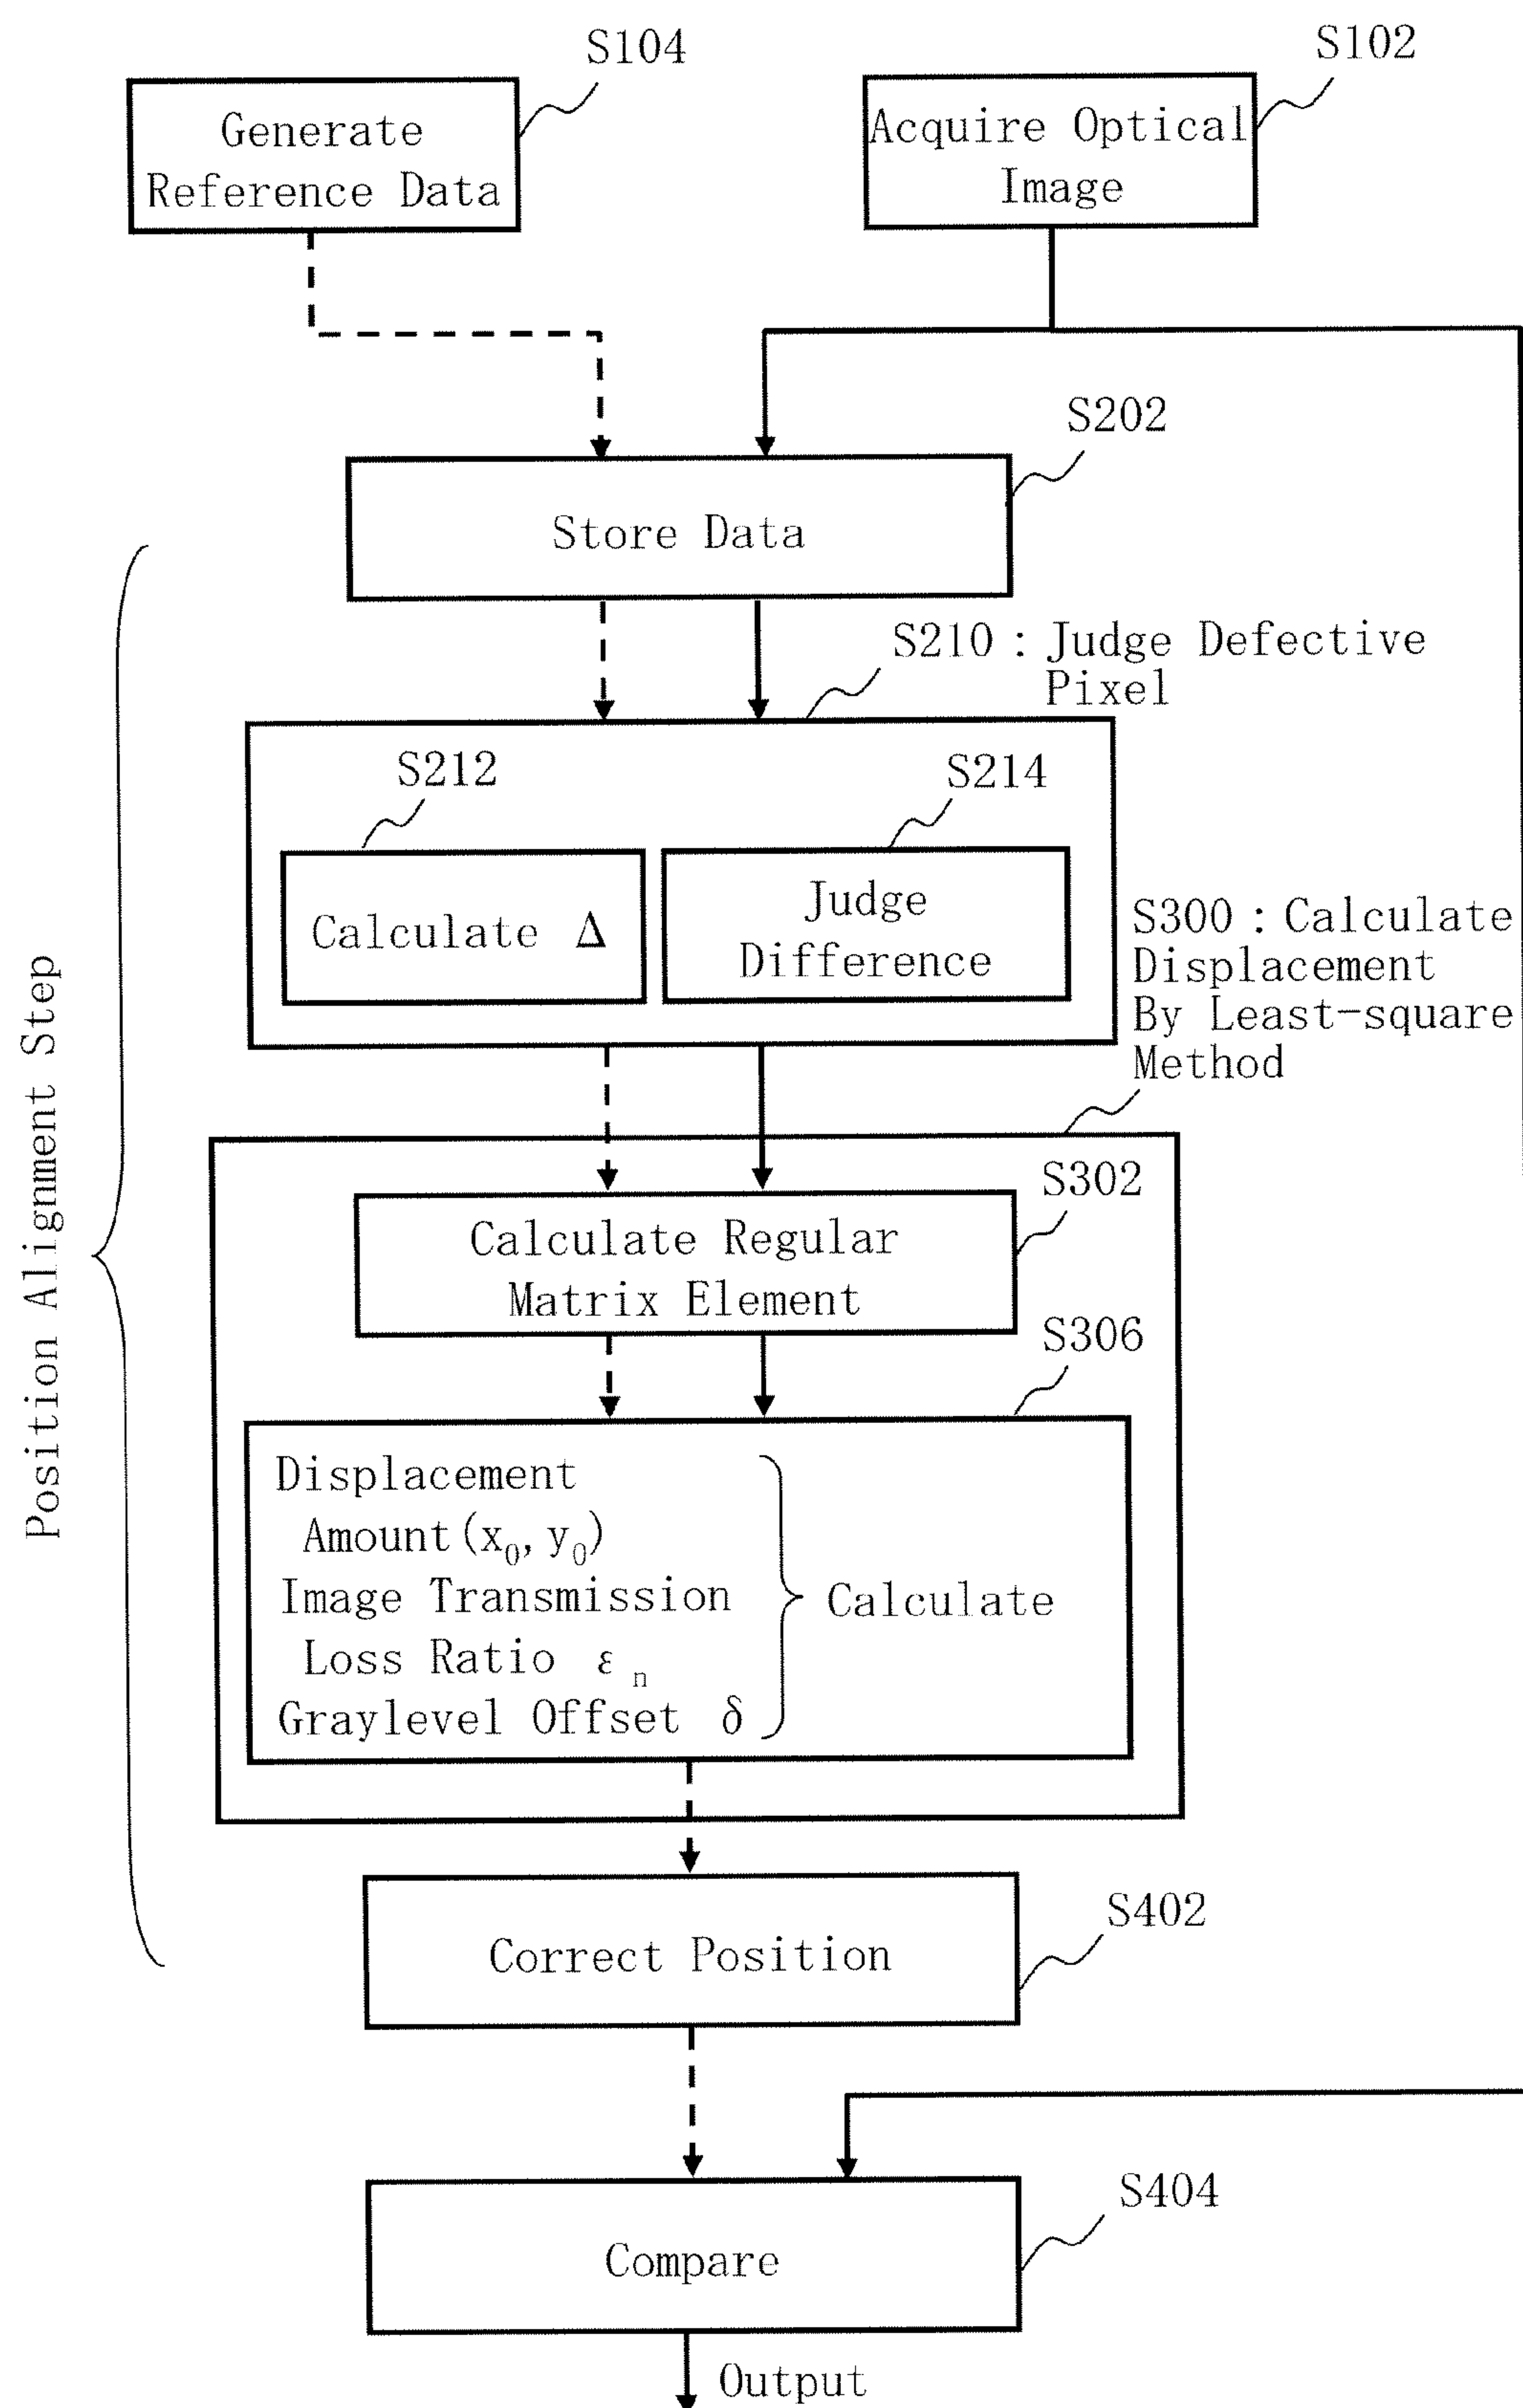 S104
Generate
Reference Data
S102
Acquire Optical
Image
S202
Store Data
S210 : Judge Defective
Pixel
S212
Calculate Δ
S214
Judge
Difference
S300 : Calculate
Displacement
By Least-square
Method
S302
Calculate Regular
Matrix Element
S306
Displacement
Amount(x₀, y₀)
Image Transmission
Loss Ratio εₙ
Graylevel Offset δ
Calculate
Position Alignment Step
S402
Correct Position
S404
Compare
Output